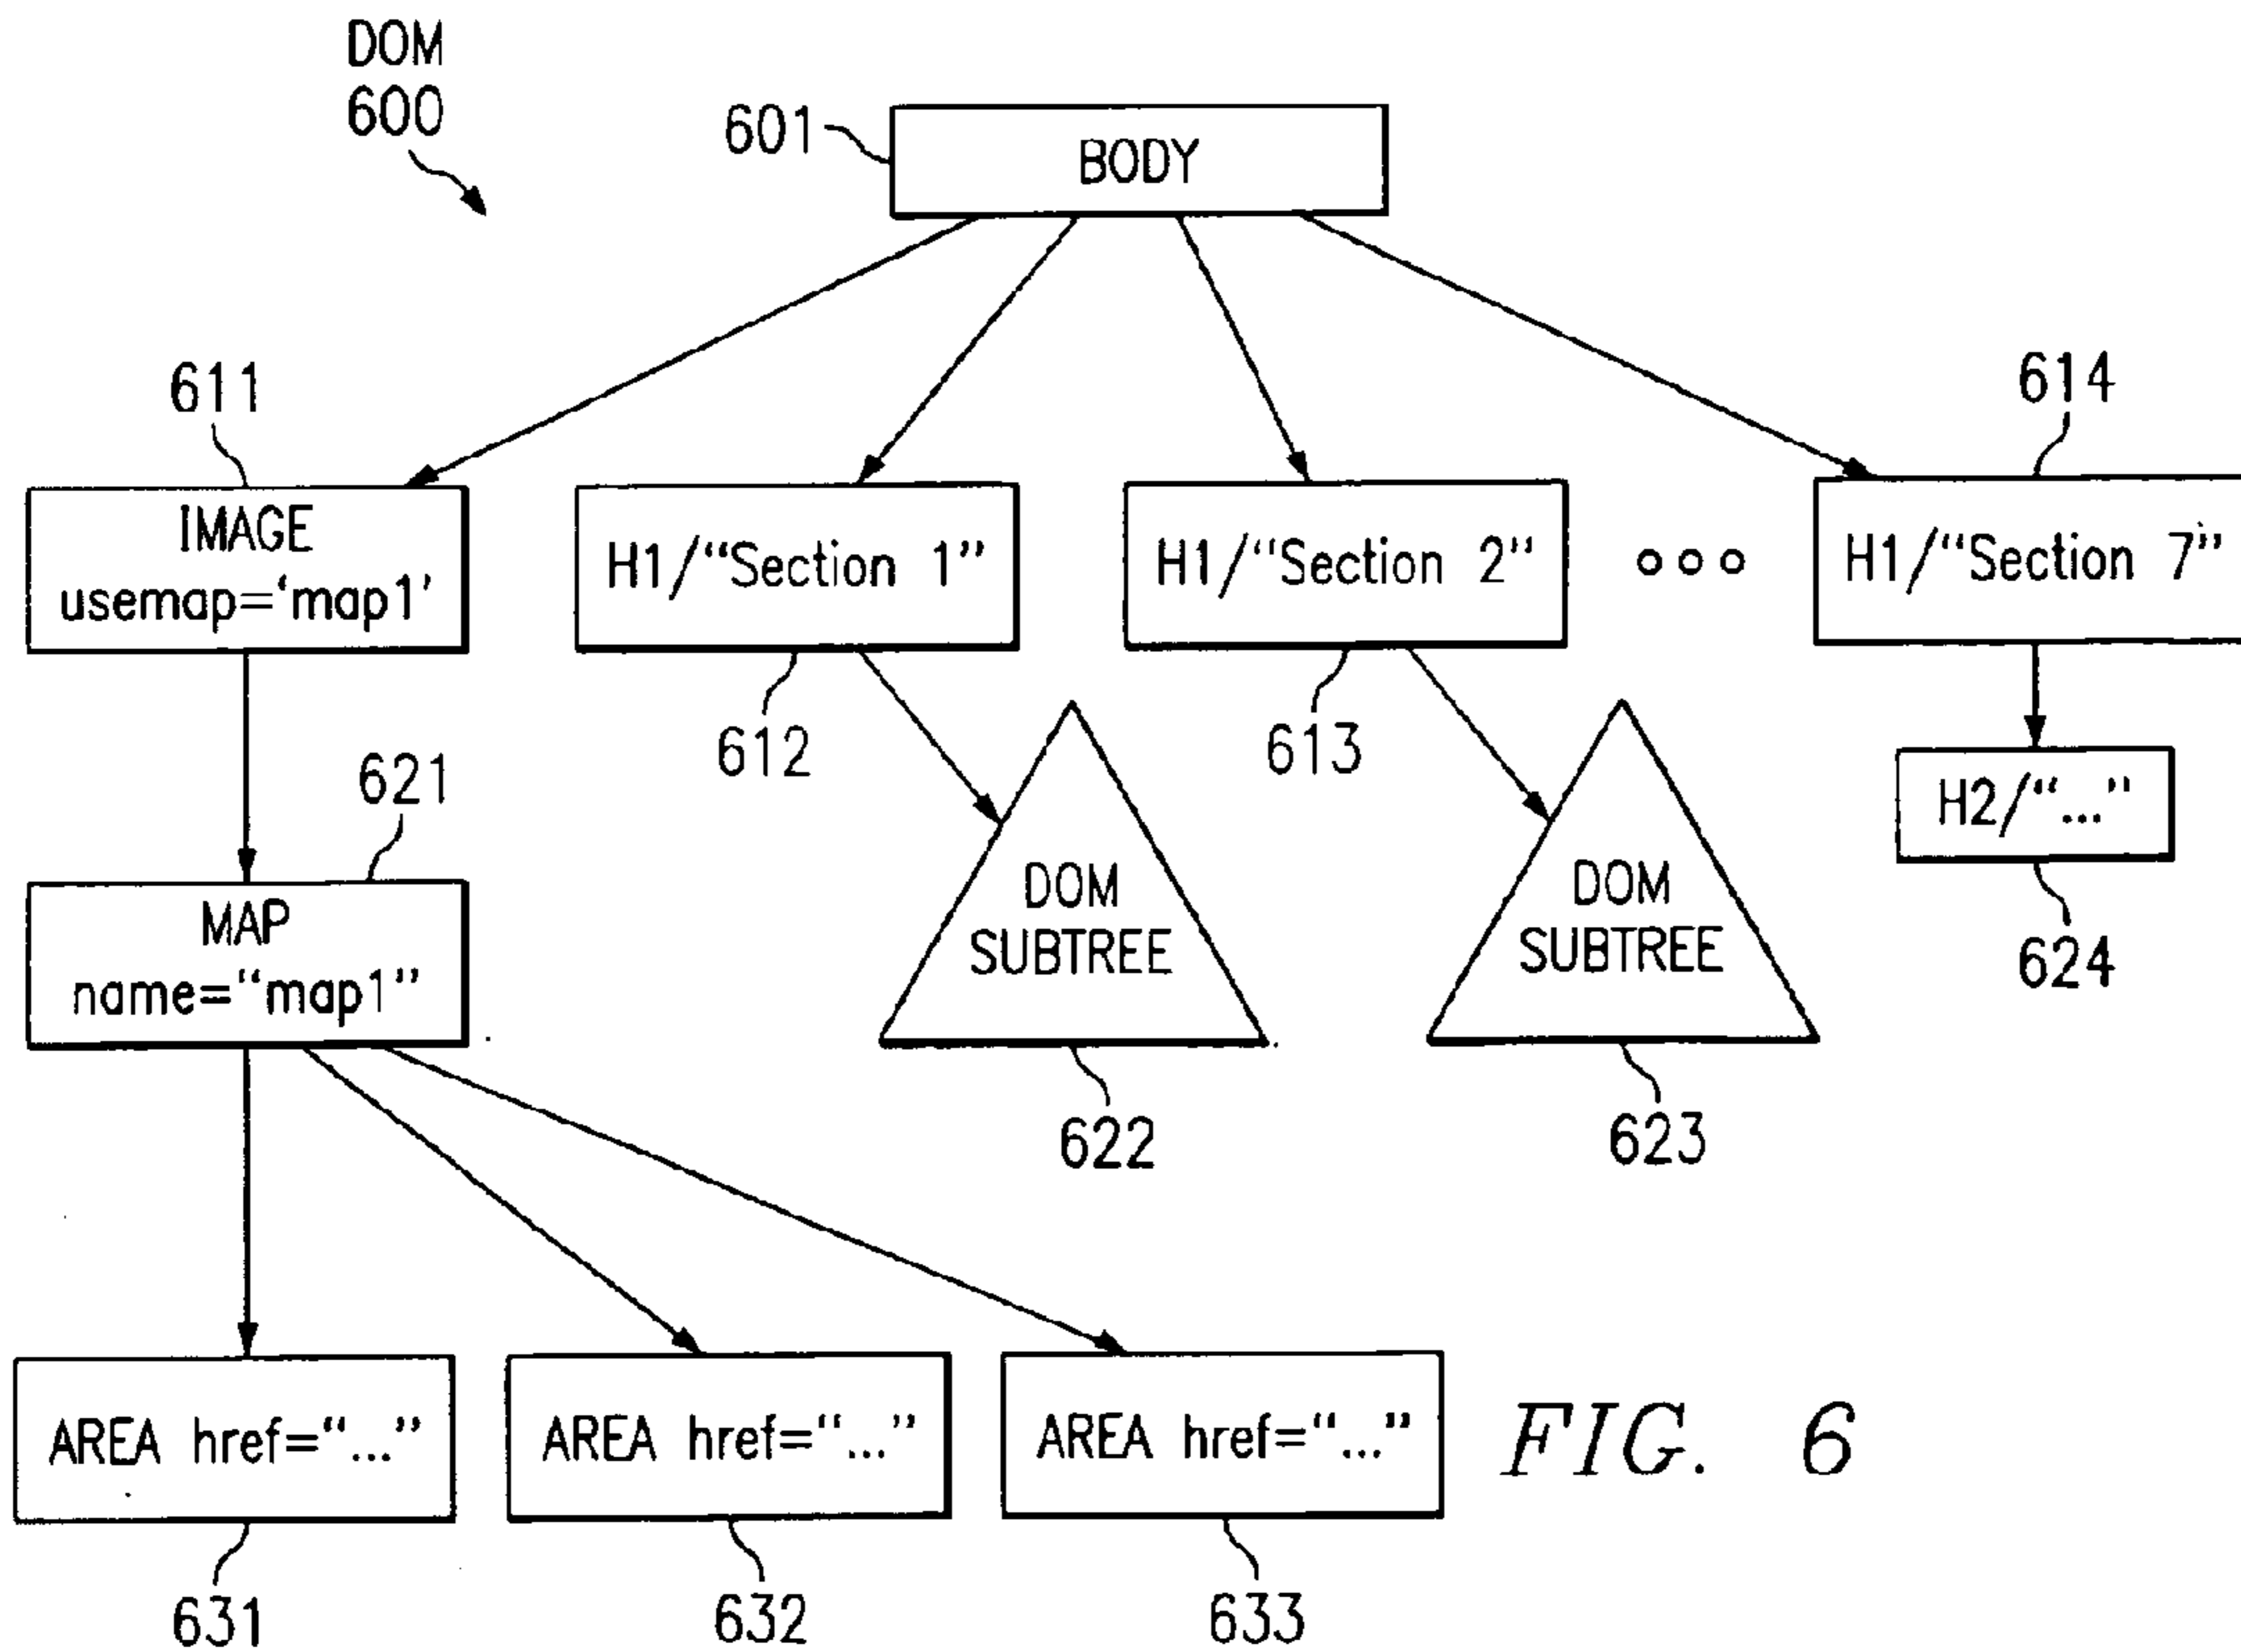 DOM
600
601
BODY
611
614
IMAGE
usemap=‘map1’
H1/“Section 1”
H1/“Section 2”
ooo
H1/“Section 7”
612
613
621
H2/“...”
MAP
name=“map1”
DOM
SUBTREE
DOM
SUBTREE
624
622
623
AREA href=“...”
AREA href=“...”
AREA href=“...”
FIG. 6
631
632
633